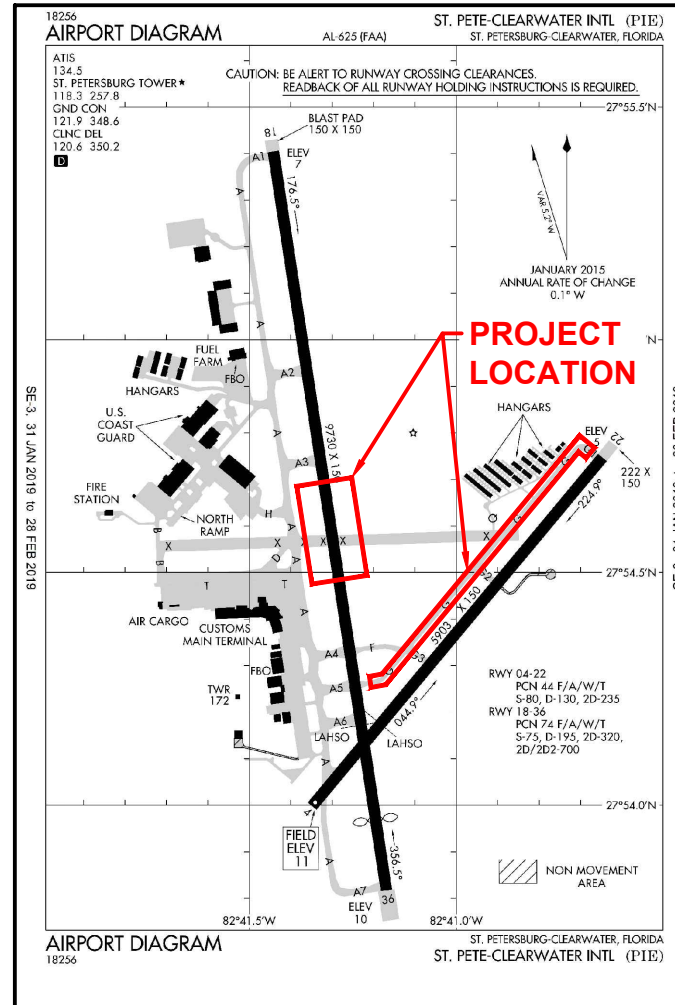 18256
AIRPORT DIAGRAM
AL-625 (FAA)
ST. PETE-CLEARWATER INTL (PIE)
ST. PETERSBURG-CLEARWATER, FLORIDA
ATIS
134.5
ST. PETERSBURG TOWER★
118.3 257.8
GND CON
121.9 348.6
CLNC DEL
120.6 350.2
D
CAUTION: BE ALERT TO RUNWAY CROSSING CLEARANCES.
READBACK OF ALL RUNWAY HOLDING INSTRUCTIONS IS REQUIRED.
27°55.5'N
BLAST PAD
150 X 150
18
A1
ELEV
7
A
176.5°
VAR 5.2° W
JANUARY 2015
ANNUAL RATE OF CHANGE
0.1° W
A
PROJECT
LOCATION
'N
FUEL
FARM
FBO
HANGARS
A2
A
U.S.
COAST
GUARD
9730 X 15
HANGARS
ELEV
5
22
222 X
150
224.9°
G
G
A3
FIRE
STATION
NORTH
RAMP
H
A
B
X
X
X
X
X
X
G
G
B
D
A
T
T
27°54.5'N
G2
G
5903 X 150
AIR CARGO
CUSTOMS
MAIN TERMINAL
A
A4
F
G3
G
FBO
A5
TWR
172
A6
044.9°
LAHSO
LAHSO
RWY 04-22
PCN 44 F/A/W/T
S-80, D-130, 2D-235
RWY 18-36
PCN 74 F/A/W/T
S-75, D-195, 2D-320,
2D/2D2-700
27°54.0'N
4
FIELD
ELEV
11
A
356.5°
A7
36
ELEV
10
NON MOVEMENT
AREA
82°41.5'W
82°41.0'W
SE-3, 31 JAN 2019 to 28 FEB 2019
AIRPORT DIAGRAM
18256
ST. PETERSBURG-CLEARWATER, FLORIDA
ST. PETE-CLEARWATER INTL (PIE)